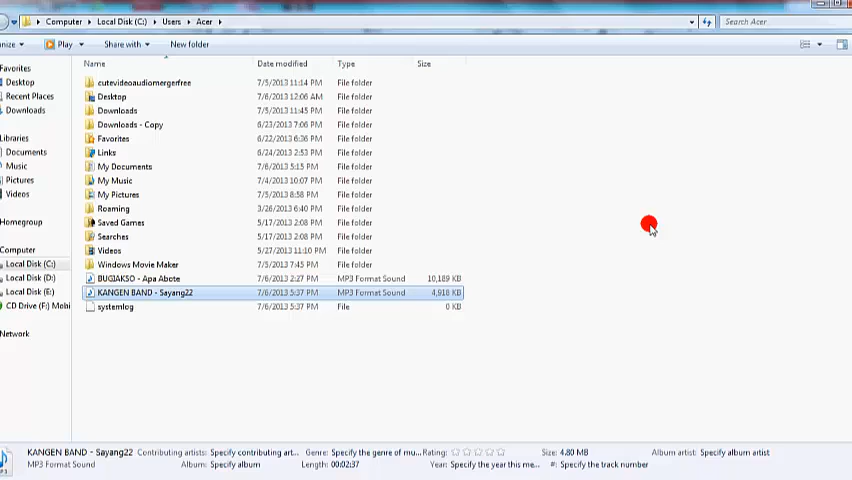 Computer ▸ Local Disk (C:) ▸ Users ▸ Acer ▸
Search Acer
nize ▾ Play ▾ Share with ▾ New folder
Name Date modified Type Size
Favorites
Desktop
Recent Places
Downloads
Libraries
Documents
Music
Pictures
Videos
Homegroup
Computer
Local Disk (C:)
Local Disk (D:)
Local Disk (E:)
CD Drive (F:) Mobi
Network
cutevideoaudiomergerfree 7/5/2013 11:14 PM File folder
Desktop 7/6/2013 12:06 AM File folder
Downloads 7/5/2013 11:45 PM File folder
Downloads - Copy 6/23/2013 7:06 PM File folder
Favorites 6/22/2013 6:36 PM File folder
Links 6/24/2013 2:53 PM File folder
My Documents 7/6/2013 5:15 PM File folder
My Music 7/4/2013 10:07 PM File folder
My Pictures 7/5/2013 8:58 PM File folder
Roaming 3/26/2013 6:40 PM File folder
Saved Games 5/17/2013 2:08 PM File folder
Searches 5/17/2013 2:08 PM File folder
Videos 5/27/2013 11:10 PM File folder
Windows Movie Maker 7/5/2013 7:45 PM File folder
BUGIAKSO - Apa Abote 7/6/2013 2:27 PM MP3 Format Sound 10,189 KB
KANGEN BAND - Sayang22 7/6/2013 5:37 PM MP3 Format Sound 4,918 KB
systemlog 7/6/2013 5:37 PM File 0 KB
KANGEN BAND - Sayang22 Contributing artists: Specify contributing art... Genre: Specify the genre of mu... Rating: Size: 4.80 MB Album artist: Specify album artist
MP3 Format Sound Album: Specify album Length: 00:02:37 Year: Specify the year this me... #: Specify the track number